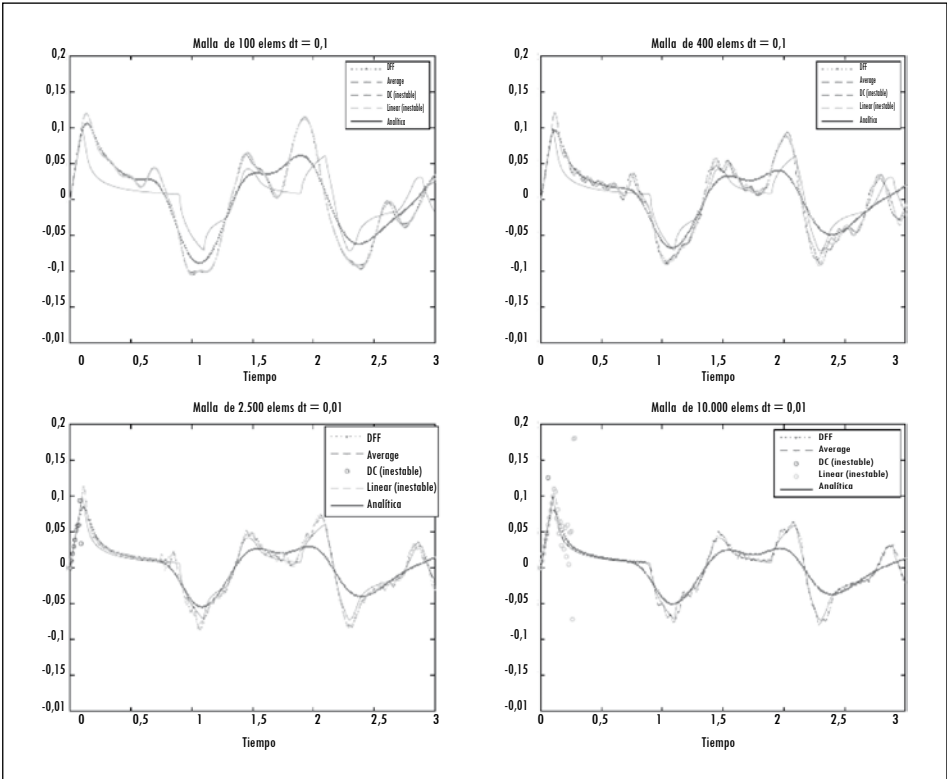 Malla de 100 elems dt = 0,1
0,2
0,15
0,1
0,05
0
-0,05
-0,1
-0,15
-0,01
DFF
Average
DC (inestable)
Linear (inestable)
Analítica
0 0,5 1 1,5 2 2,5 3
Tiempo
Malla de 400 elems dt = 0,1
0,2
0,15
0,1
0,05
0
-0,05
-0,1
-0,15
-0,01
DFF
Average
DC (inestable)
Linear (inestable)
Analítica
0 0,5 1 1,5 2 2,5 3
Tiempo
Malla de 2.500 elems dt = 0,01
0,2
0,15
0,1
0,05
0
-0,05
-0,1
-0,15
-0,01
DFF
Average
DC (inestable)
Linear (inestable)
Analítica
0 0,5 1 1,5 2 2,5 3
Tiempo
Malla de 10.000 elems dt = 0,01
0,2
0,15
0,1
0,05
0
-0,05
-0,1
-0,15
-0,01
DFF
Average
DC (inestable)
Linear (inestable)
Analítica
0 0,5 1 1,5 2 2,5 3
Tiempo